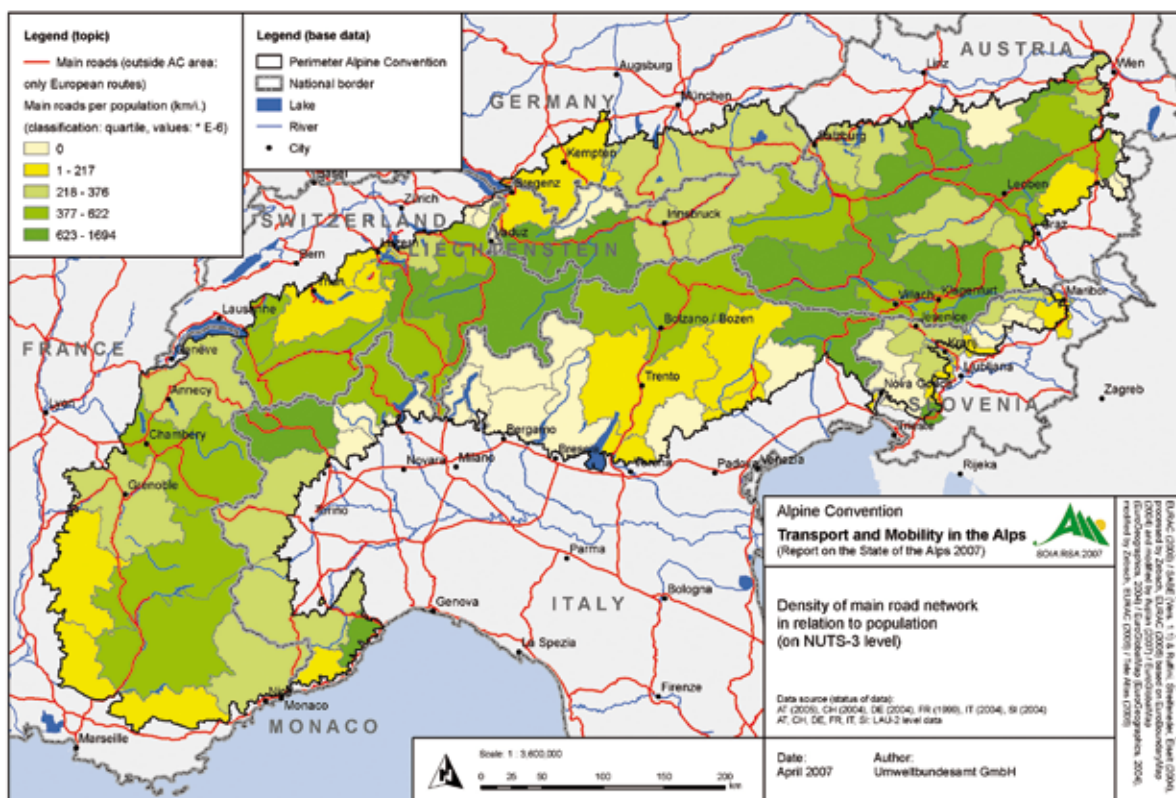 Legend (topic)
Main roads (outside AC area:
only European routes)
Main roads per population (km/i.)
(classification: quartile, values: * E-6)
0
1 - 217
218 - 376
377 - 622
623 - 1694
Legend (base data)
Perimeter Alpine Convention
National border
Lake
River
City
AUSTRIA
Linz
Wien
Augsburg
München
GERMANY
Salzburg
Kempten
Bregenz
Leoben
Zürich
Innsbruck
SWITZERLAND
Vaduz
LIECHTENSTEIN
Graz
Bern
Lausanne
Villach
Klagenfurt
Maribor
Bolzano / Bozen
Jesenice
FRANCE
Genève
Kranj
Annecy
Trento
Nova Gorica
Ljubljana
Zagreb
SLOVENIA
Lyon
Chambéry
Bergamo
Trieste
Novara
Milano
Brescia
Verona
Padova
Venezia
Rijeka
Grenoble
Torino
Parma
Bologna
ITALY
Genova
La Spezia
Nice
Monaco
MONACO
Firenze
Marseille
Alpine Convention
Transport and Mobility in the Alps
(Report on the State of the Alps 2007)
SOIA RSA 2007
Density of main road network
in relation to population
(on NUTS-3 level)
Data source (status of data):
AT (2005), CH (2004), DE (2004), FR (1999), IT (2004), SI (2004)
AT, CH, DE, FR, IT, SI: LAU-2 level data
Date:
April 2007
Author:
Umweltbundesamt GmbH
Scale: 1 : 3,600,000
0 50 100 150 200
km